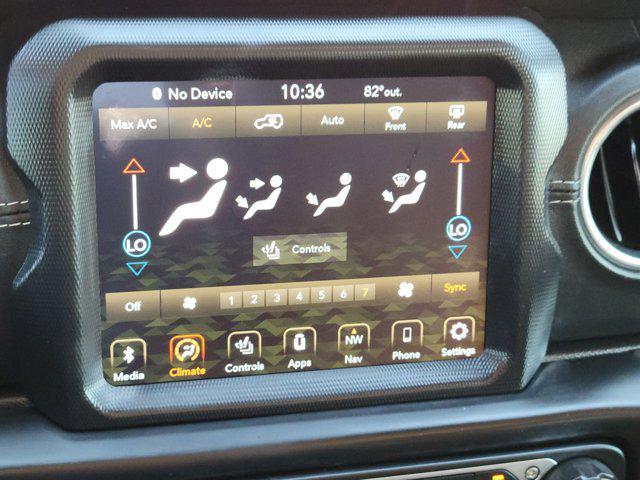 No Device 10:36 82°out.
Max A/C A/C Auto Front Rear
LO LO
Controls
Off 1 2 3 4 5 6 7 Sync
NW
Media Climate Controls Apps Nav Phone Settings